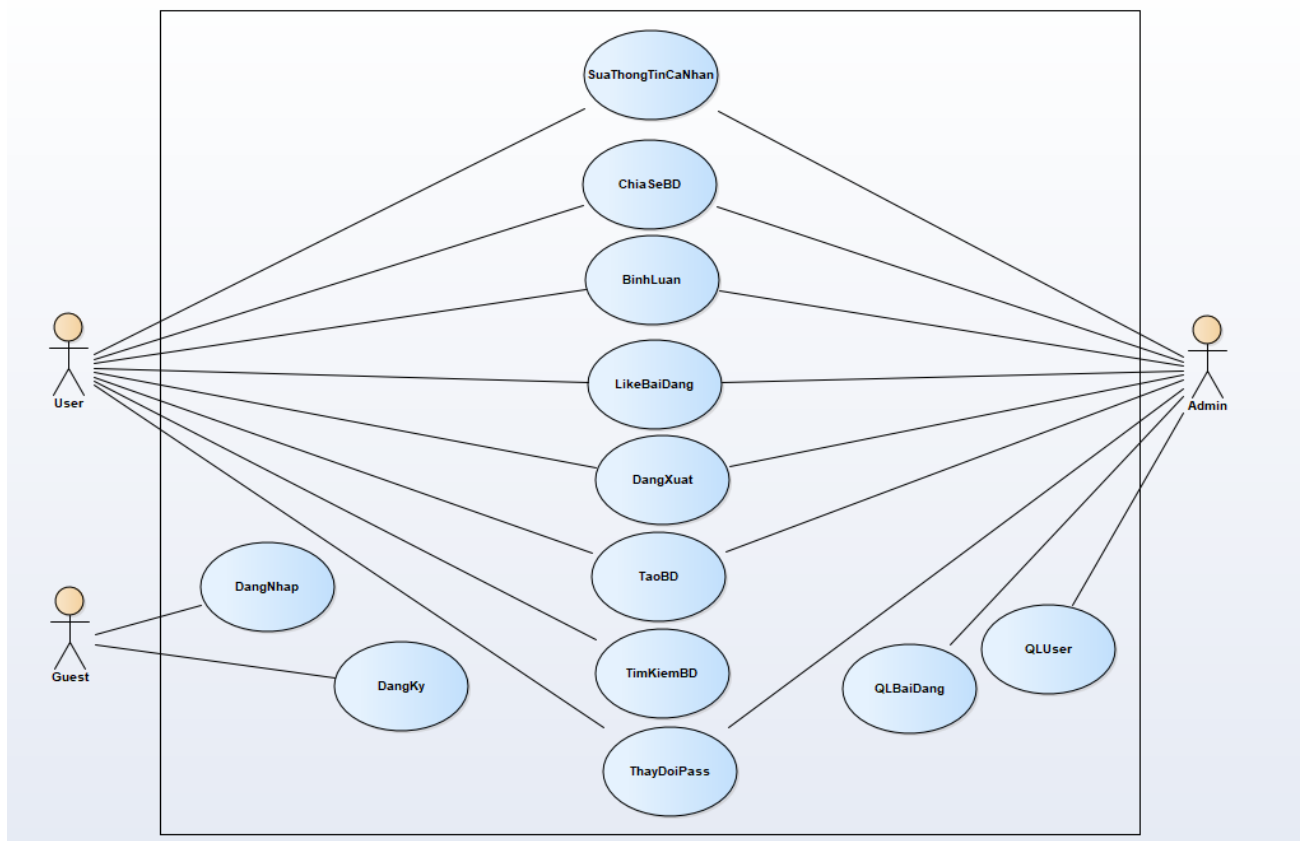 SuaThongTinCaNhan
ChiaSeBD
BinhLuan
LikeBaiDang
User
Admin
DangXuat
TaoBD
DangNhap
TimKiemBD
QLUser
Guest
DangKy
QLBaiDang
ThayDoiPass